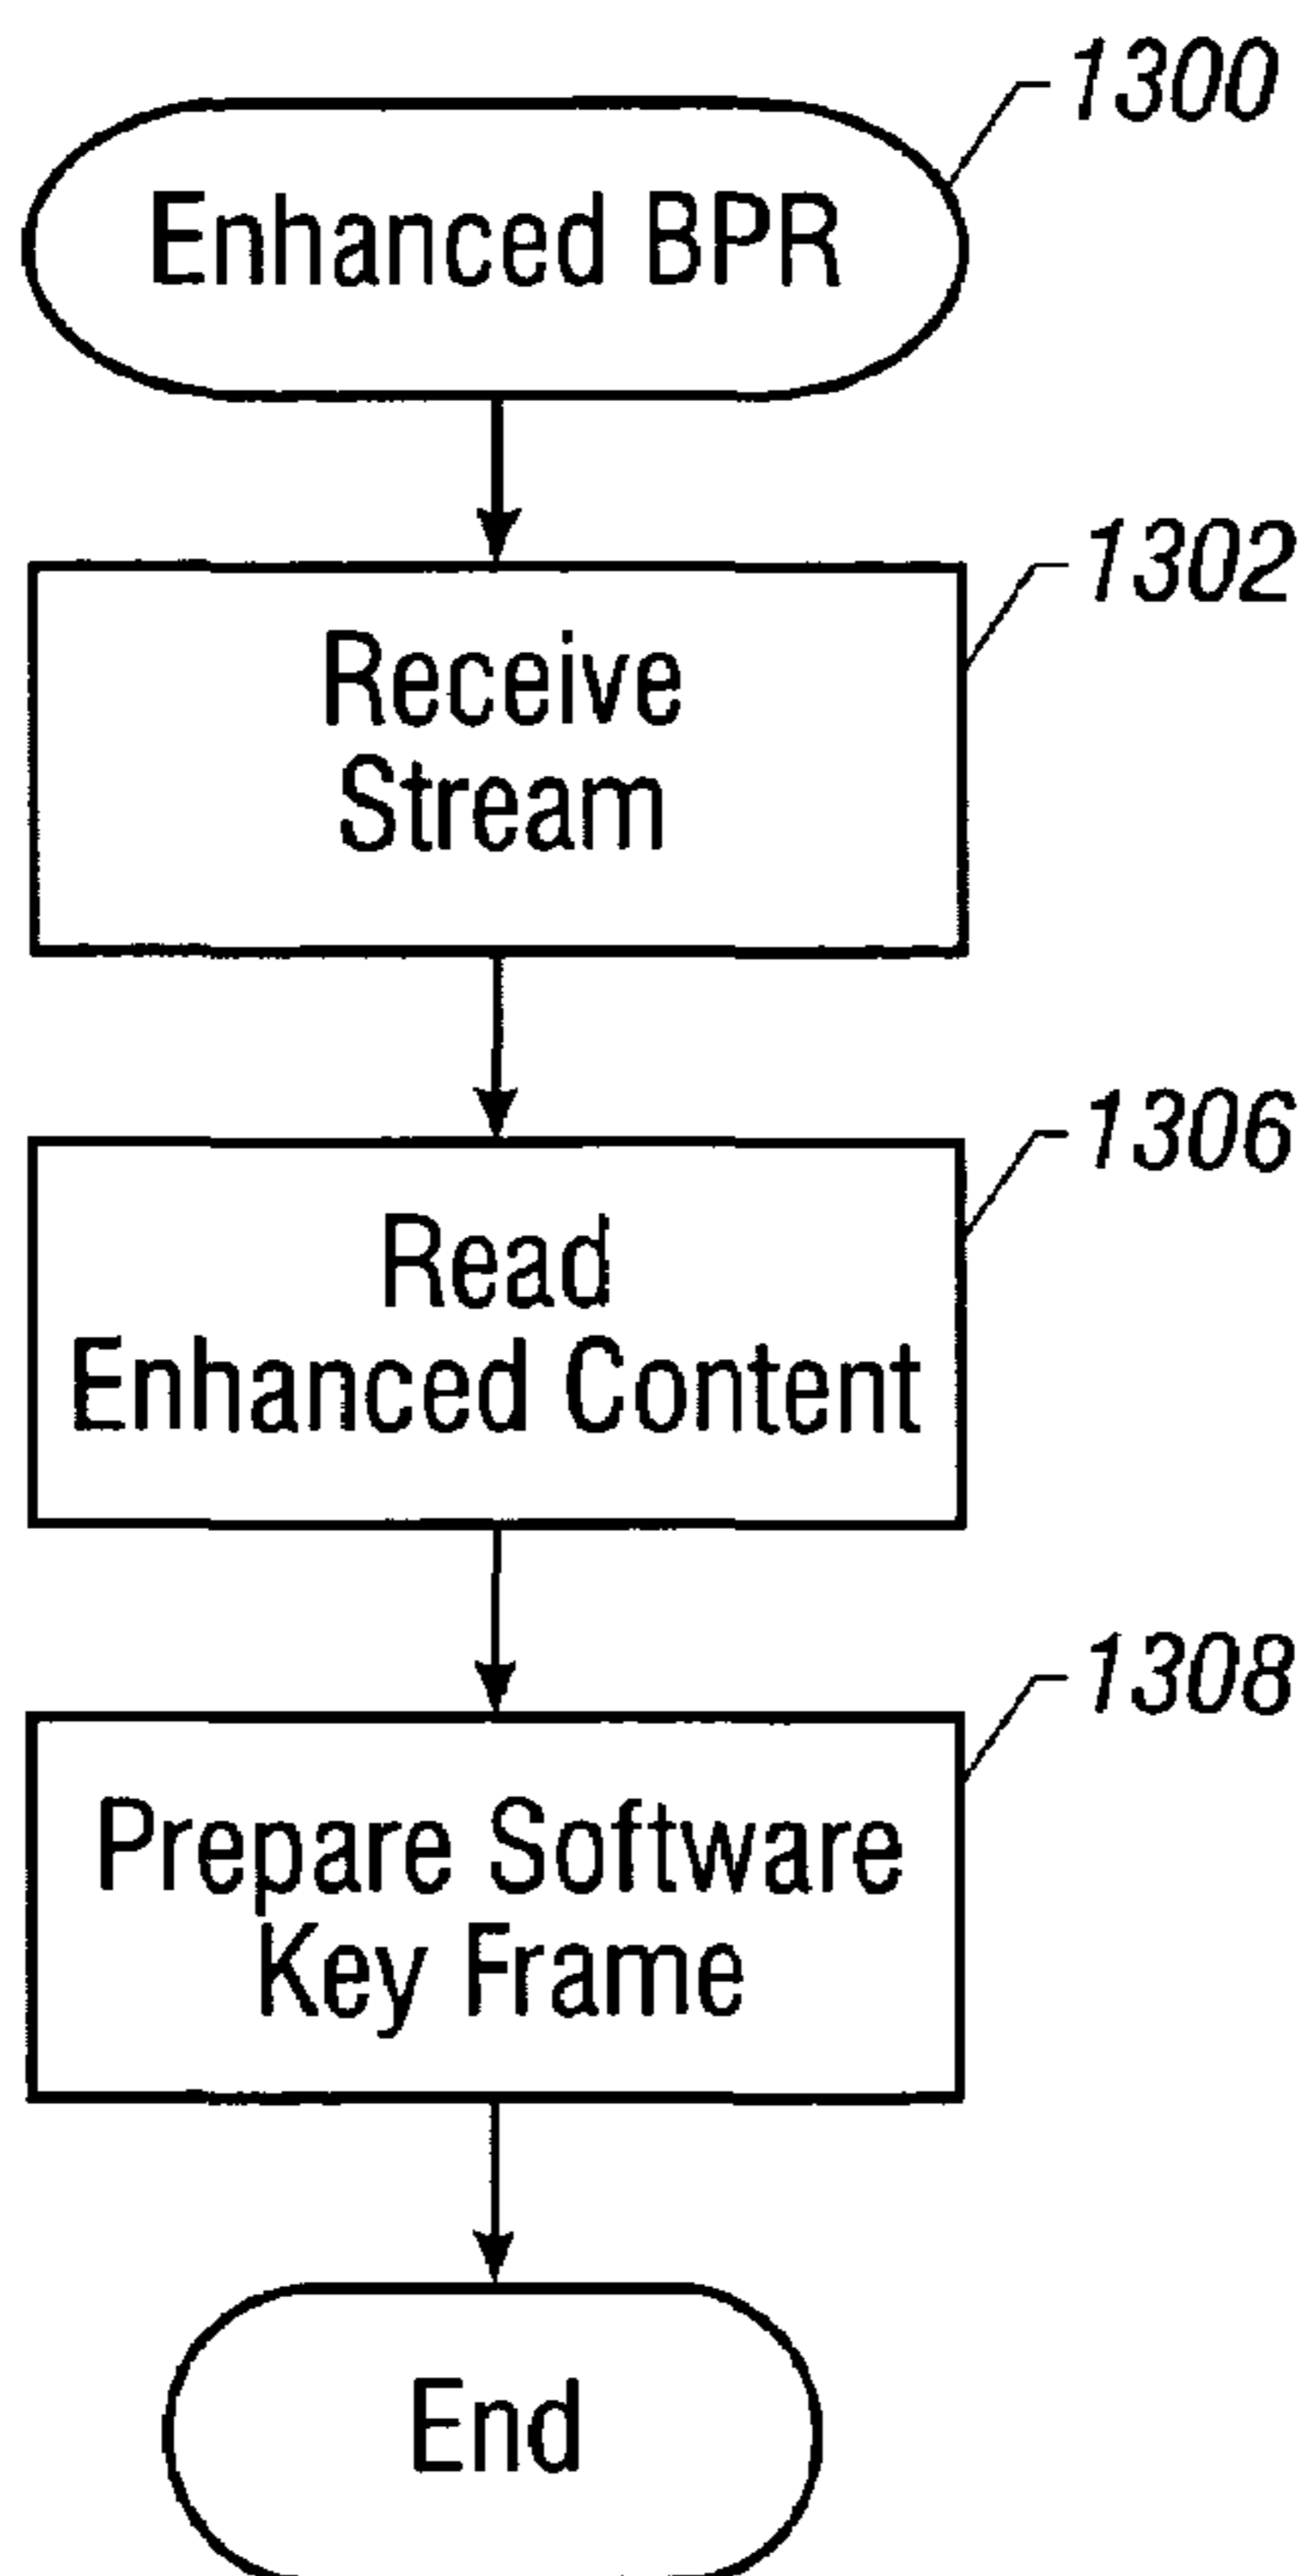 1300
Enhanced BPR
1302
Receive
Stream
1306
Read
Enhanced Content
1308
Prepare Software
Key Frame
End